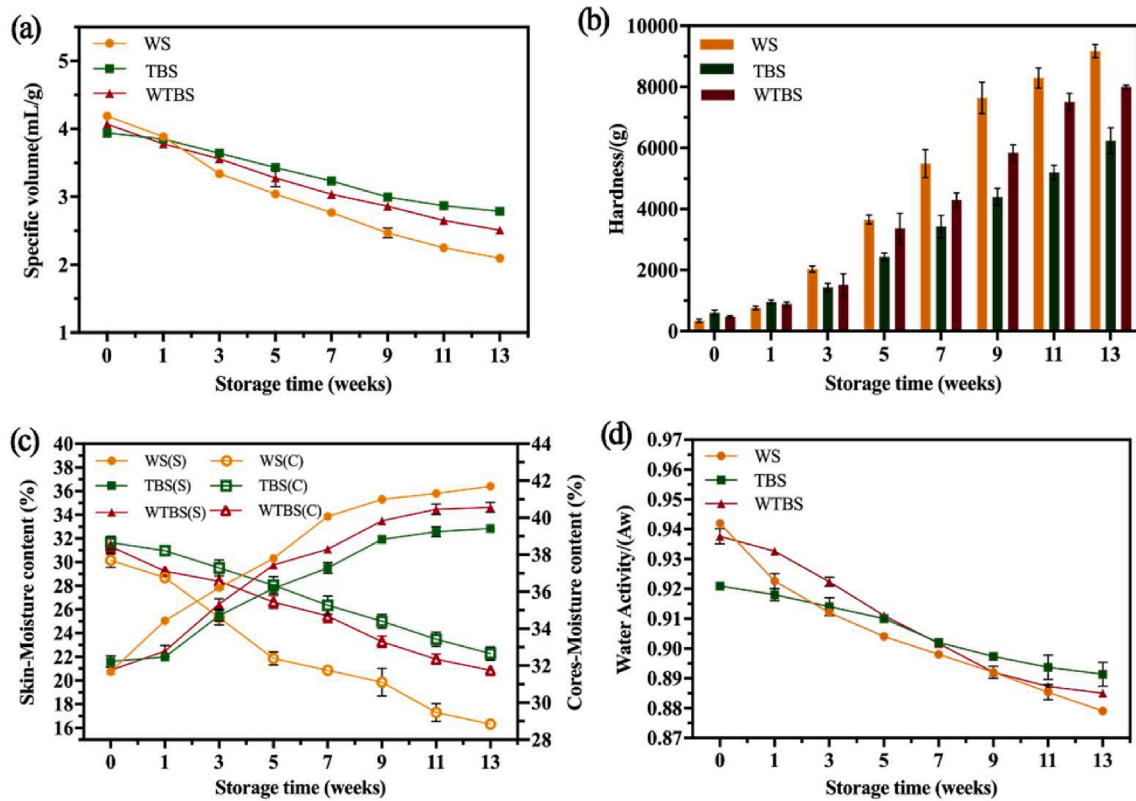 (a)
WS
TBS
WTBS
5
4
3
2
1
Specific volume(mL/g)
0 1 3 5 7 9 11 13
Storage time (weeks)
(b)
WS
TBS
WTBS
10000
8000
6000
4000
2000
0
Hardness/(g)
0 1 3 5 7 9 11 13
Storage time (weeks)
(c)
WS(S) WS(C)
TBS(S) TBS(C)
WTBS(S) WTBS(C)
40
38
36
34
32
30
28
26
24
22
20
18
16
Skin-Moisture content (%)
44
42
40
38
36
34
32
30
28
Cores-Moisture content (%)
0 1 3 5 7 9 11 13
Storage time (weeks)
(d)
WS
TBS
WTBS
0.97
0.96
0.95
0.94
0.93
0.92
0.91
0.90
0.89
0.88
0.87
Water Activity/(Aw)
0 1 3 5 7 9 11 13
Storage time (weeks)